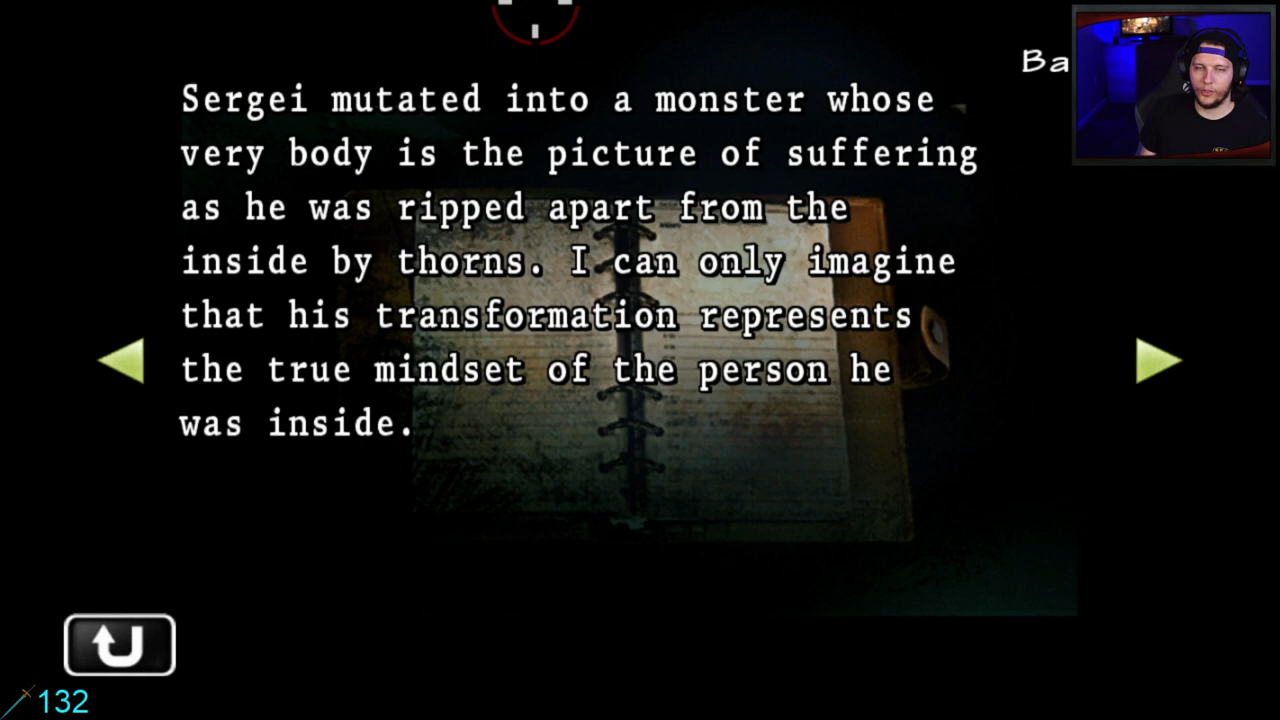 Ba
Sergei mutated into a monster whose
very body is the picture of suffering
as he was ripped apart from the
inside by thorns. I can only imagine
that his transformation represents
the true mindset of the person he
was inside.
132